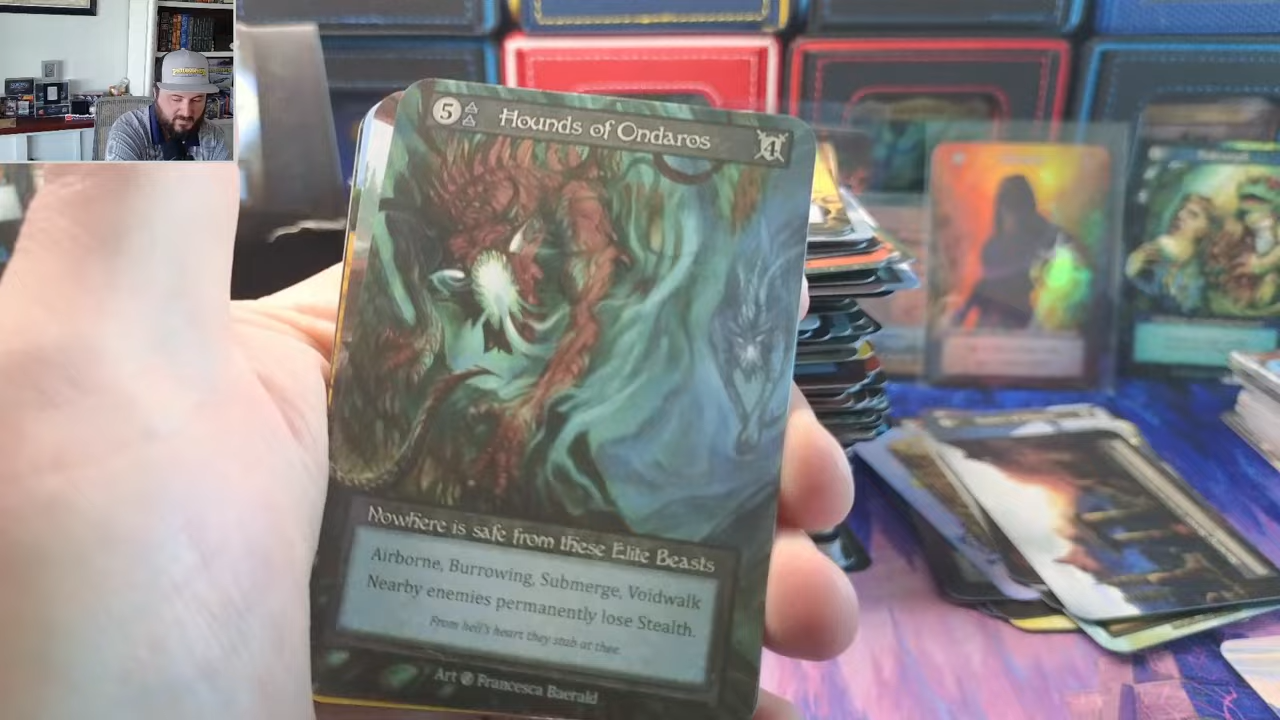 5 Hounds of Ondaros 4
Nowhere is safe from these Elite Beasts
Airborne, Burrowing, Submerge, Voidwalk
Nearby enemies permanently lose Stealth.
From hell's heart they stab at thee.
Art Francesca Baerald